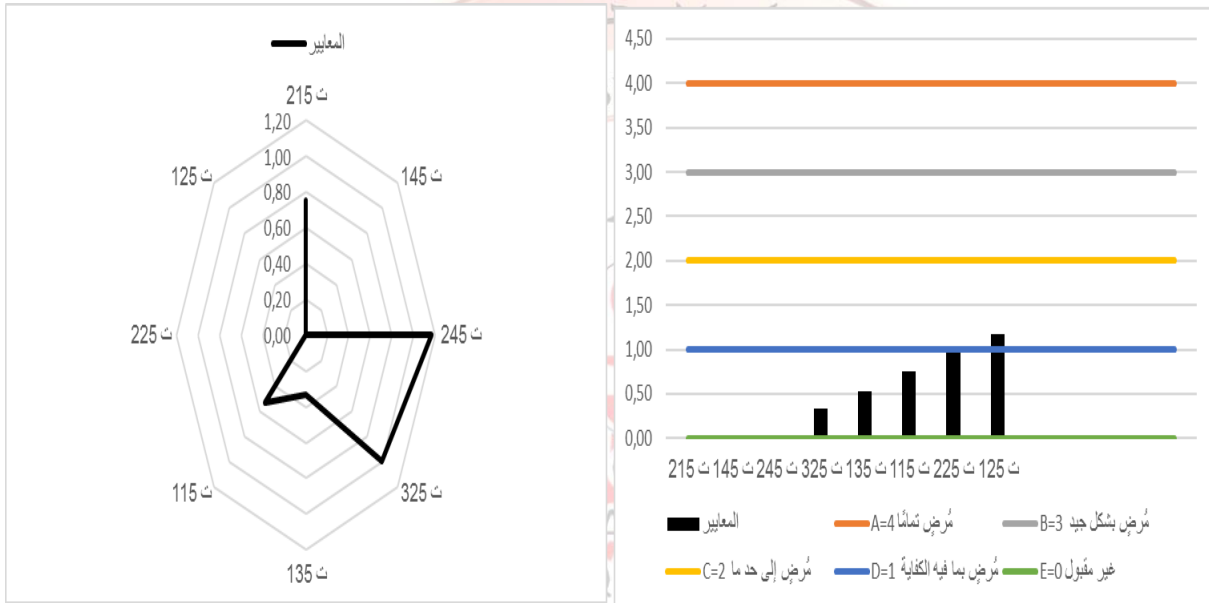 المعايير
ت 215
1,20
1,00
0,80
0,60
0,40
0,20
0,00
ت 145
ت 245
ت 325
ت 135
ت 115
ت 225
ت 125
4,50
4,00
3,50
3,00
2,50
2,00
1,50
1,00
0,50
0,00
ت 215 ت 145 ت 245 ت 325 ت 135 ت 115 ت 225 ت 125
المعايير
مُرضٍ تمامًا A=4
مُرضٍ بشكل جيد B=3
مُرضٍ إلى حد ما C=2
مُرضٍ بما فيه الكفاية D=1
غير مقبول E=0